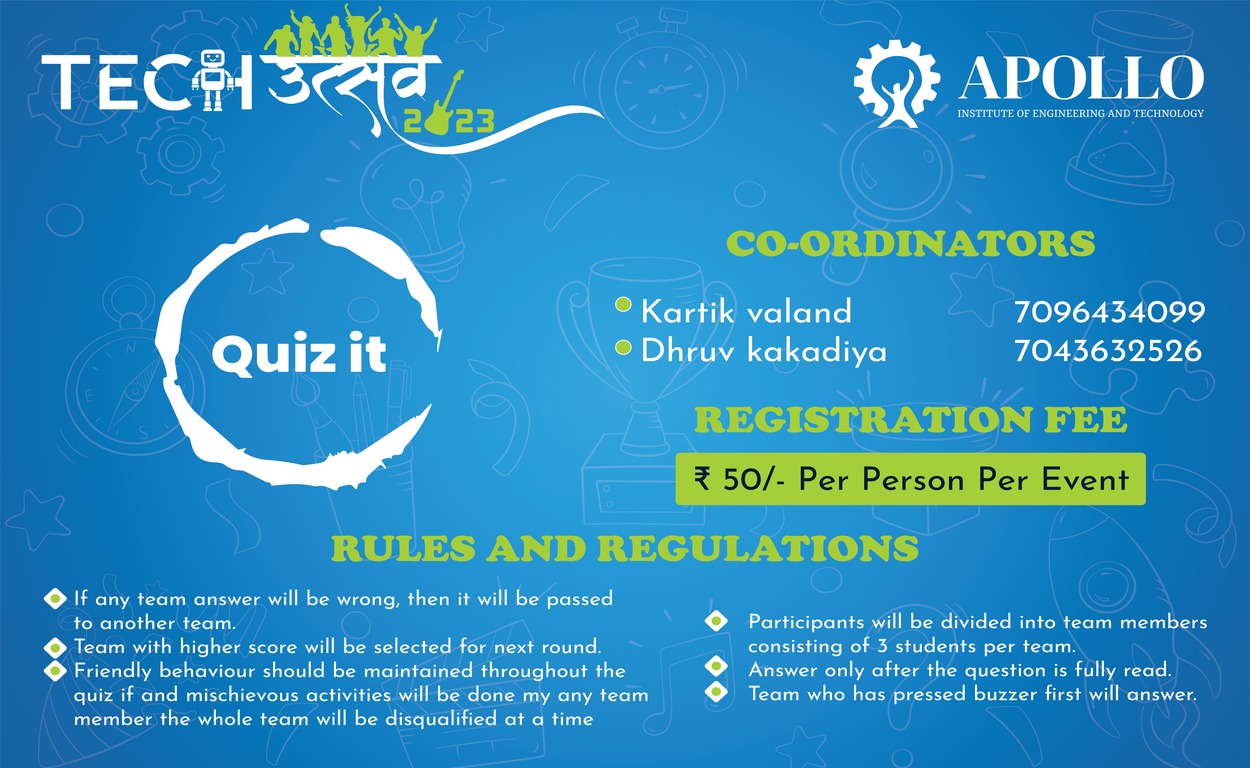 TECH उत्सव
2023
APOLLO
INSTITUTE OF ENGINEERING AND TECHNOLOGY
Quiz it
CO-ORDINATORS
Kartik valand 7096434099
Dhruv kakadiya 7043632526
REGISTRATION FEE
₹ 50/- Per Person Per Event
RULES AND REGULATIONS
If any team answer will be wrong, then it will be passed
to another team.
Team with higher score will be selected for next round.
Friendly behaviour should be maintained throughout the
quiz if and mischievous activities will be done my any team
member the whole team will be disqualified at a time
Participants will be divided into team members
consisting of 3 students per team.
Answer only after the question is fully read.
Team who has pressed buzzer first will answer.